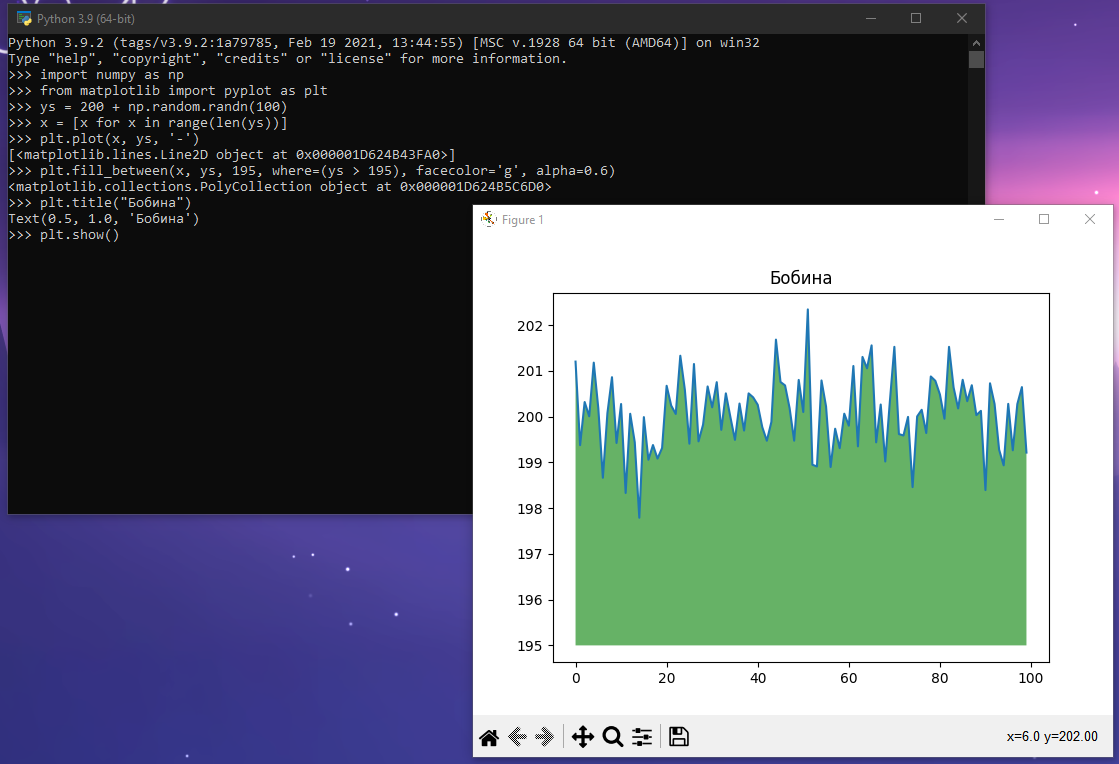 Python 3.9 (64-bit)
Python 3.9.2 (tags/v3.9.2:1a79785, Feb 19 2021, 13:44:55) [MSC v.1928 64 bit (AMD64)] on win32
Type "help", "copyright", "credits" or "license" for more information.
>>> import numpy as np
>>> from matplotlib import pyplot as plt
>>> ys = 200 + np.random.randn(100)
>>> x = [x for x in range(len(ys))]
>>> plt.plot(x, ys, '-')
[<matplotlib.lines.Line2D object at 0x000001D624B43FA0>]
>>> plt.fill_between(x, ys, 195, where=(ys > 195), facecolor='g', alpha=0.6)
<matplotlib.collections.PolyCollection object at 0x000001D624B5C6D0>
>>> plt.title("Бобина")
Text(0.5, 1.0, 'Бобина')
>>> plt.show()
Figure 1
Бобина
202
201
200
199
198
197
196
195
0 20 40 60 80 100
x=6.0 y=202.00